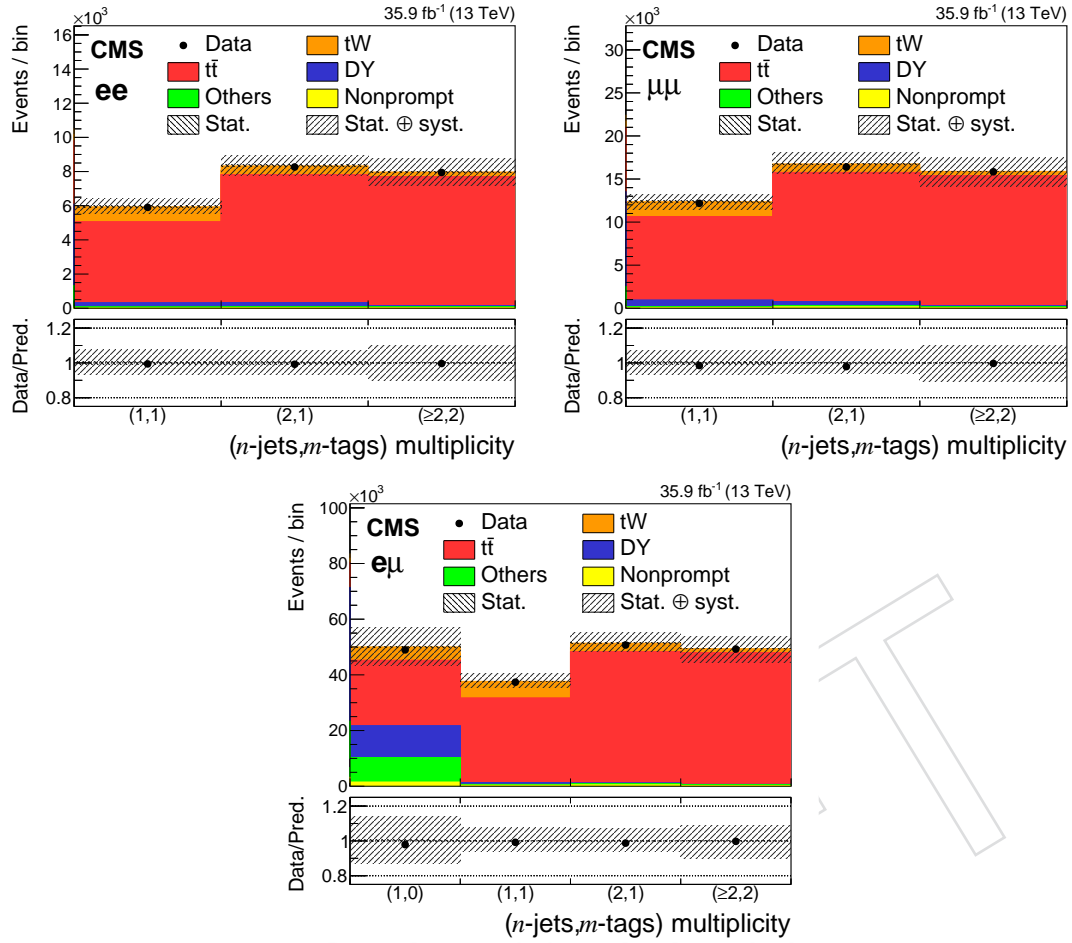 ×10³ 35.9 fb⁻¹ (13 TeV)
Events / bin
CMS
ee
Data
tW
tt̄
DY
Others
Nonprompt
Stat.
Stat. ⊕ syst.
16
14
12
10
8
6
4
2
0
Data/Pred.
1.2
1
0.8
(1,1) (2,1) (≥2,2)
(n-jets,m-tags) multiplicity
×10³ 35.9 fb⁻¹ (13 TeV)
Events / bin
CMS
μμ
Data
tW
tt̄
DY
Others
Nonprompt
Stat.
Stat. ⊕ syst.
30
25
20
15
10
5
0
Data/Pred.
1.2
1
0.8
(1,1) (2,1) (≥2,2)
(n-jets,m-tags) multiplicity
×10³ 35.9 fb⁻¹ (13 TeV)
Events / bin
CMS
eμ
Data
tW
tt̄
DY
Others
Nonprompt
Stat.
Stat. ⊕ syst.
100
80
60
40
20
0
Data/Pred.
1.2
1
0.8
(1,0) (1,1) (2,1) (≥2,2)
(n-jets,m-tags) multiplicity